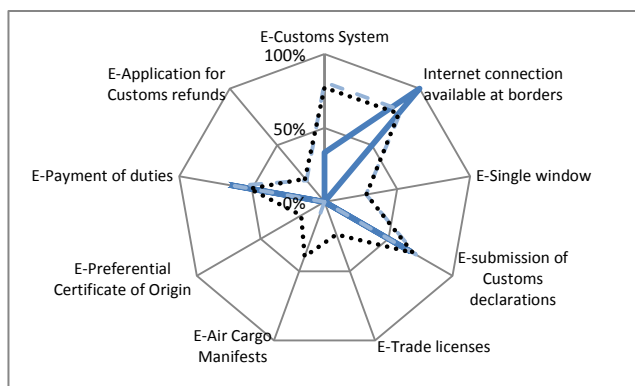 E-Customs System
100%
E-Application for
Customs refunds
Internet connection
available at borders
50%
E-Payment of duties
E-Single window
0%
E-Preferential
Certificate of Origin
E-submission of
Customs
declarations
E-Air Cargo
Manifests
E-Trade licenses